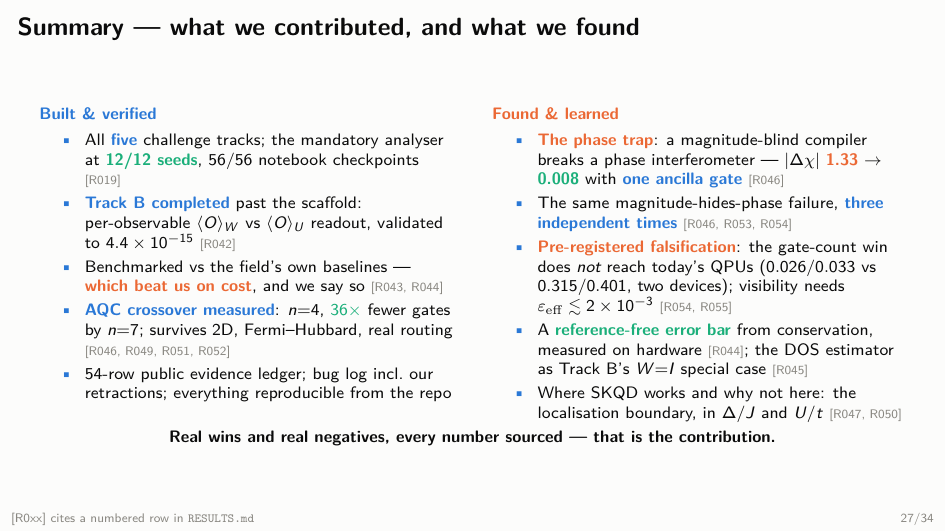 Summary — what we contributed, and what we found
Built & verified
▪ All five challenge tracks; the mandatory analyser
at 12/12 seeds, 56/56 notebook checkpoints
[R019]
▪ Track B completed past the scaffold:
per-observable ⟨O⟩_W vs ⟨O⟩_U readout, validated
to 4.4 × 10⁻¹⁵ [R042]
▪ Benchmarked vs the field's own baselines —
which beat us on cost, and we say so [R043, R044]
▪ AQC crossover measured: n=4, 36× fewer gates
by n=7; survives 2D, Fermi–Hubbard, real routing
[R046, R049, R051, R052]
▪ 54-row public evidence ledger; bug log incl. our
retractions; everything reproducible from the repo
Found & learned
▪ The phase trap: a magnitude-blind compiler
breaks a phase interferometer — |Δχ| 1.33 →
0.008 with one ancilla gate [R046]
▪ The same magnitude-hides-phase failure, three
independent times [R046, R053, R054]
▪ Pre-registered falsification: the gate-count win
does not reach today's QPUs (0.026/0.033 vs
0.315/0.401, two devices); visibility needs
ε_eff ≲ 2 × 10⁻³ [R054, R055]
▪ A reference-free error bar from conservation,
measured on hardware [R044]; the DOS estimator
as Track B's W=I special case [R045]
▪ Where SKQD works and why not here: the
localisation boundary, in Δ/J and U/t [R047, R050]
Real wins and real negatives, every number sourced — that is the contribution.
[R0xx] cites a numbered row in RESULTS.md
27/34